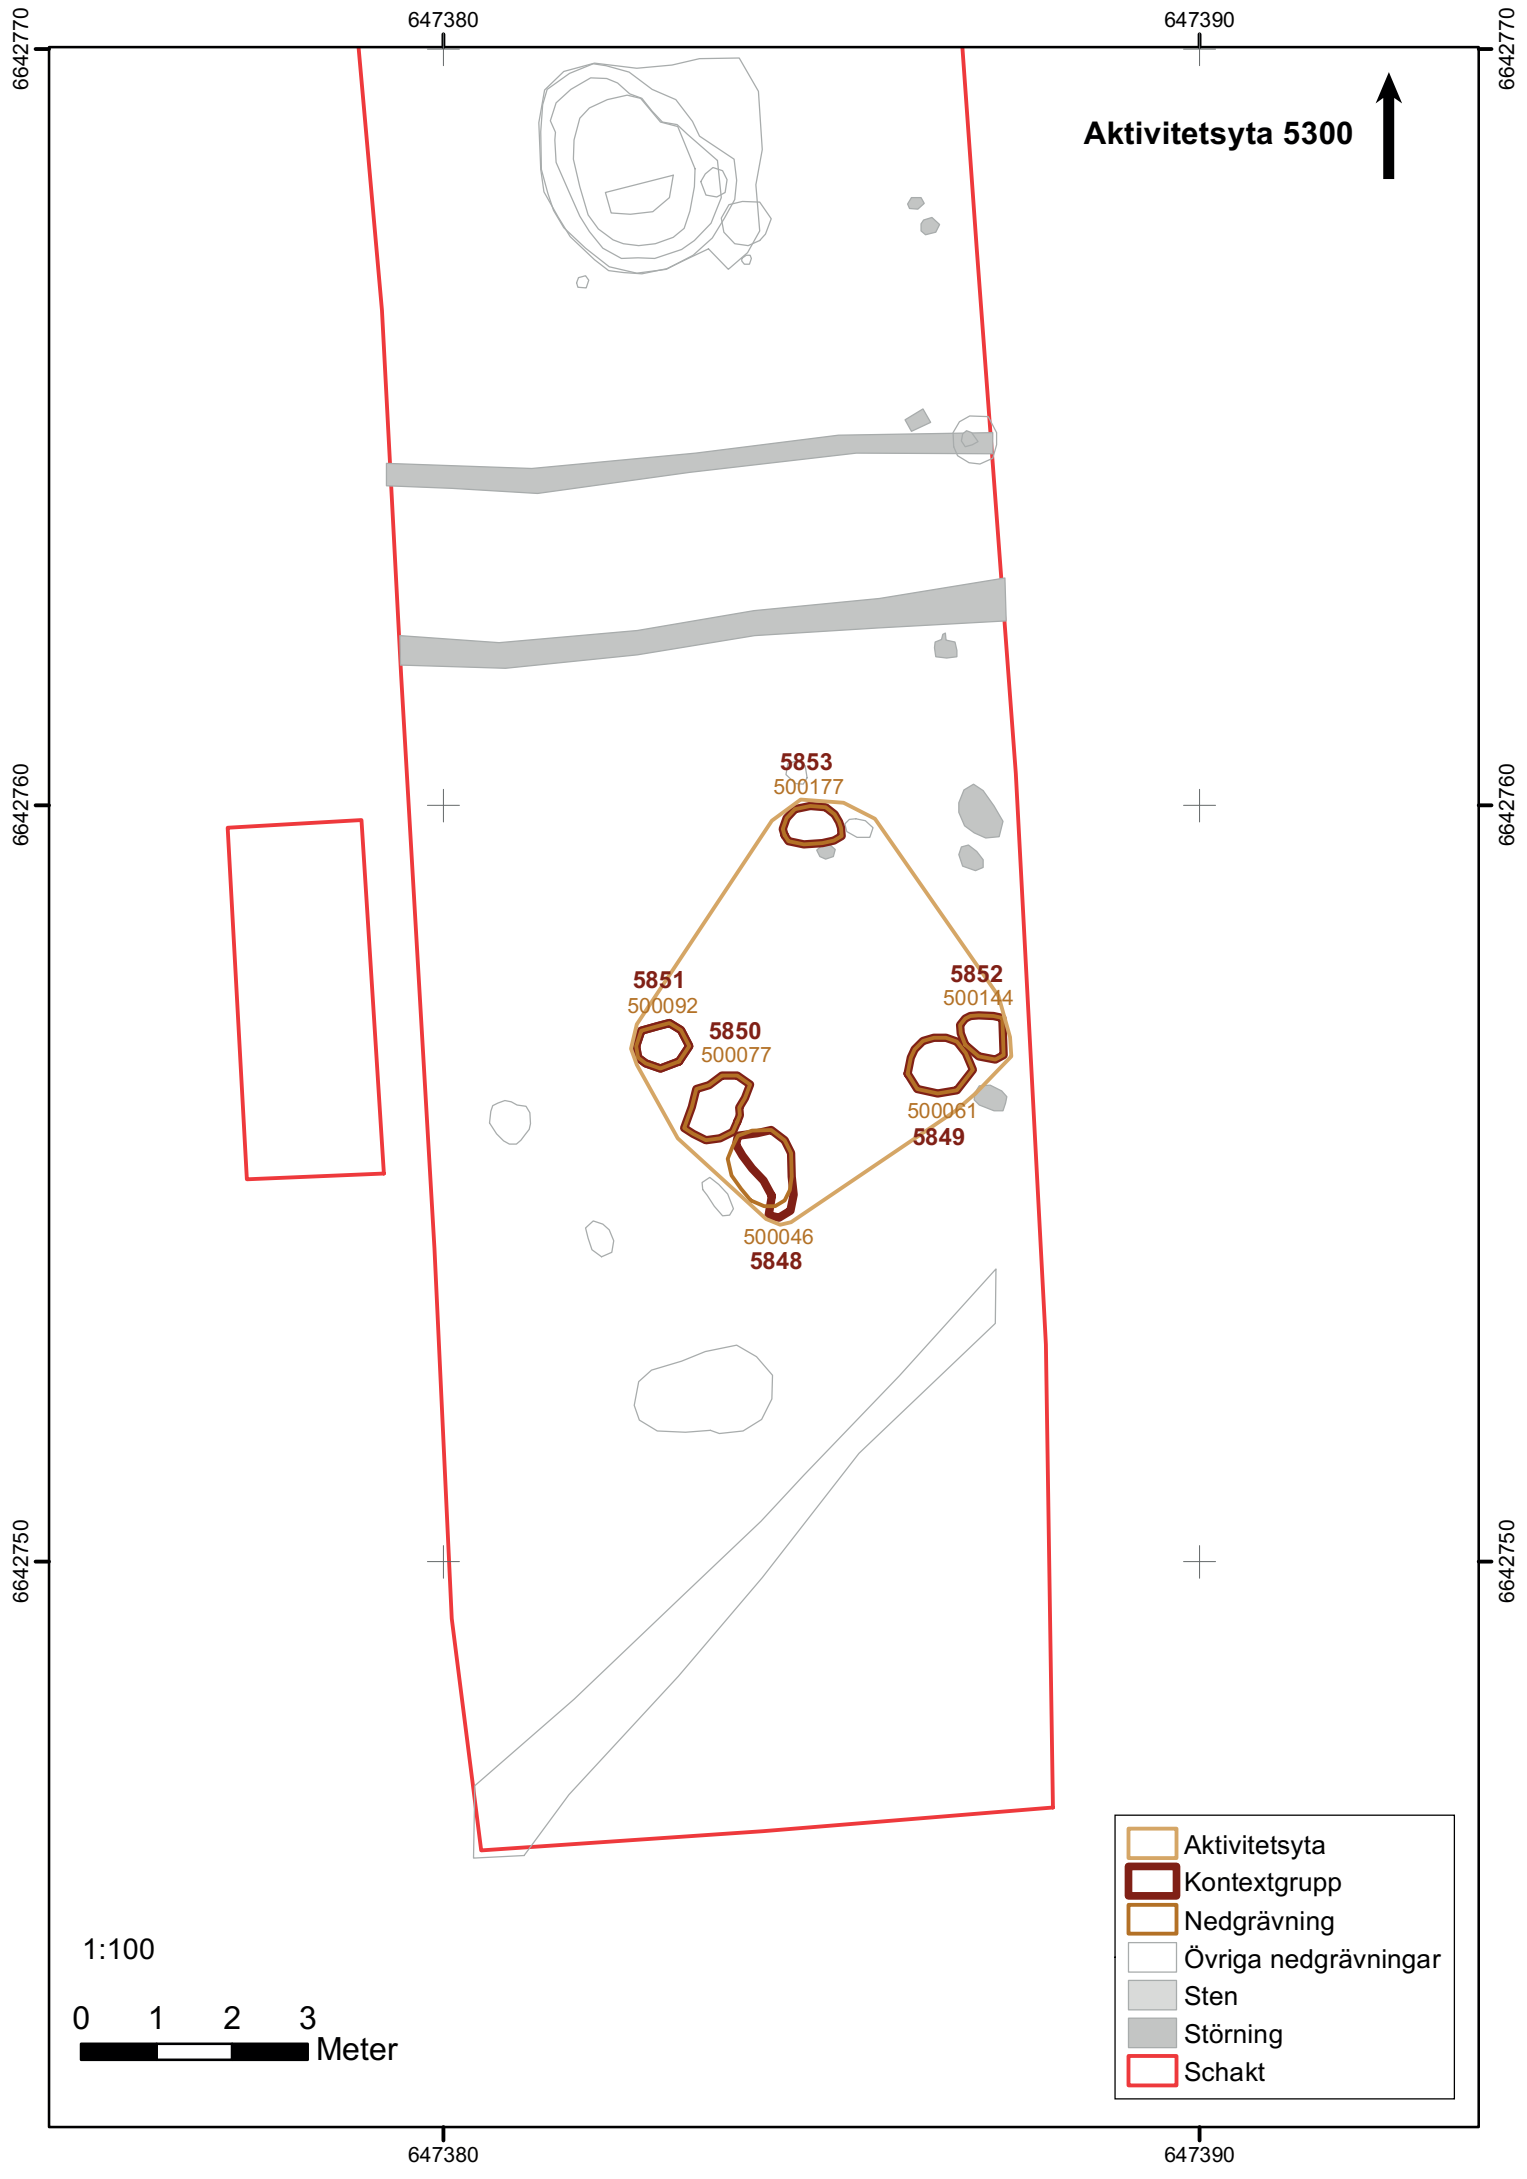 647380
647390
6642770
6642770
Aktivitetsyta 5300
5853
500177
6642760
6642760
5851
500092
5852
500144
5850
500077
500061
5849
500046
5848
6642750
6642750
Aktivitetsyta
Kontextgrupp
Nedgrävning
Övriga nedgrävningar
Sten
Störning
Schakt
1:100
0 1 2 3
Meter
647380
647390